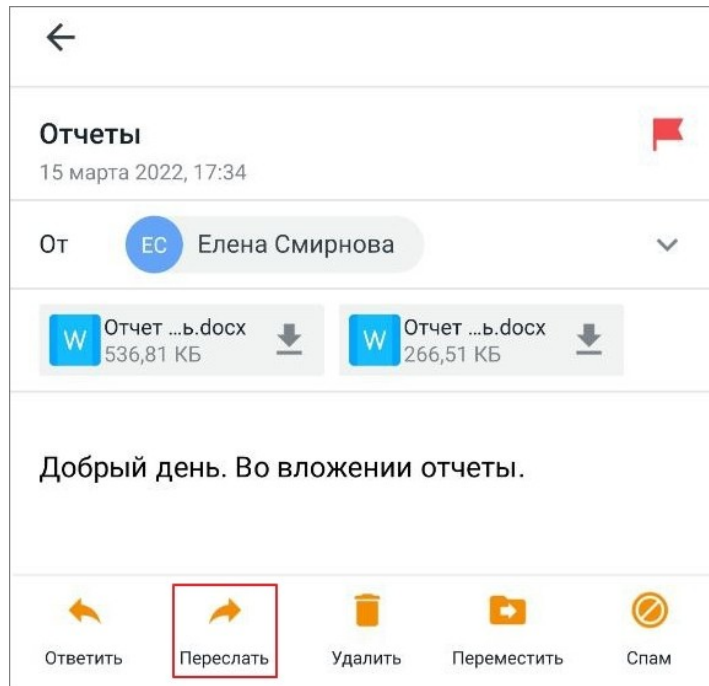 Отчеты
15 марта 2022, 17:34
От ЕС Елена Смирнова
W Отчет ...ь.docx W Отчет ...ь.docx
536,81 КБ 266,51 КБ
Добрый день. Во вложении отчеты.
Ответить Переслать Удалить Переместить Спам